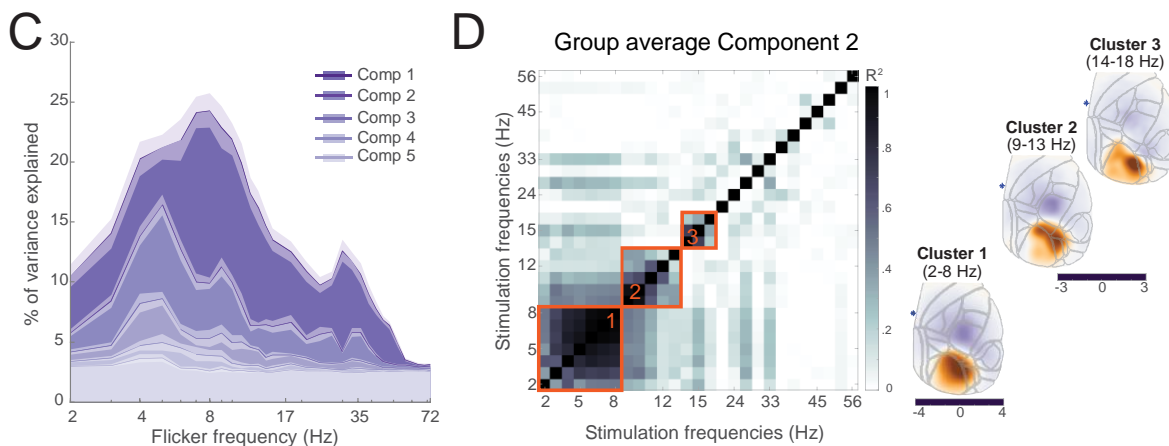 C
% of variance explained
30
25
20
15
10
5
0
2 4 8 17 35 72
Flicker frequency (Hz)
Comp 1
Comp 2
Comp 3
Comp 4
Comp 5
D
Group average Component 2
Stimulation frequencies (Hz)
56
45
33
24
15
12
8
5
2
1
2
3
2 5 8 12 15 24 33 45 56
Stimulation frequencies (Hz)
R²
1
.8
.6
.4
.2
0
Cluster 3
(14-18 Hz)
Cluster 2
(9-13 Hz)
-3 0 3
Cluster 1
(2-8 Hz)
-4 0 4